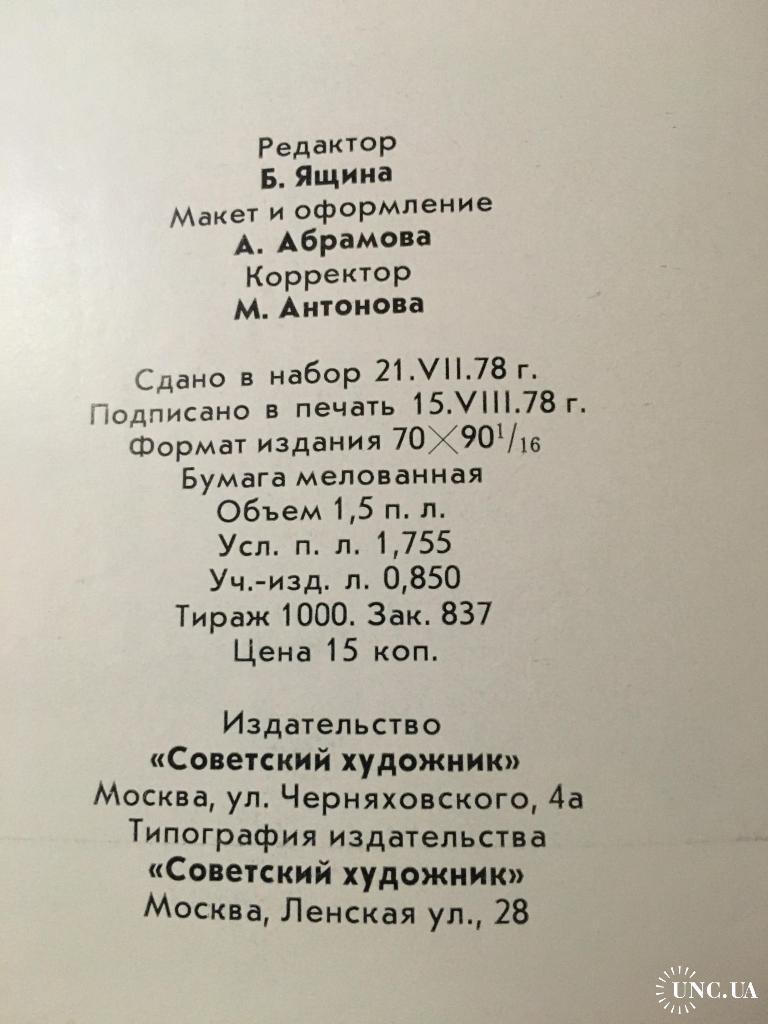 Редактор
Б. Ящина
Макет и оформление
А. Абрамова
Корректор
М. Антонова
Сдано в набор 21.VII.78 г.
Подписано в печать 15.VIII.78 г.
Формат издания 70×90¹/₁₆
Бумага мелованная
Объем 1,5 п. л.
Усл. п. л. 1,755
Уч.-изд. л. 0,850
Тираж 1000. Зак. 837
Цена 15 коп.
Издательство
«Советский художник»
Москва, ул. Черняховского, 4а
Типография издательства
«Советский художник»
Москва, Ленская ул., 28
UNC.UA